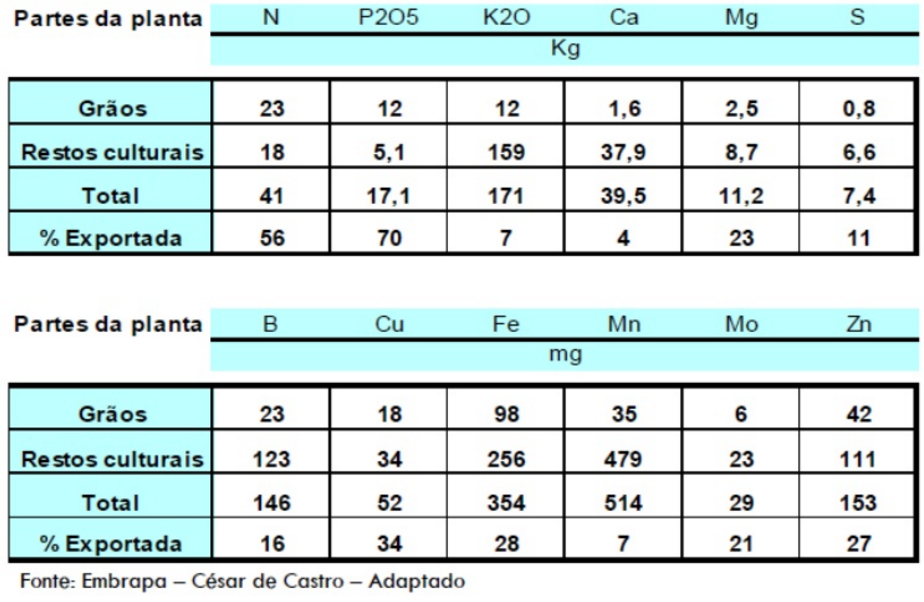 Partes da planta N P2O5 K2O Ca Mg S
Kg
Grãos 23 12 12 1,6 2,5 0,8
Restos culturais 18 5,1 159 37,9 8,7 6,6
Total 41 17,1 171 39,5 11,2 7,4
% Exportada 56 70 7 4 23 11
Partes da planta B Cu Fe Mn Mo Zn
mg
Grãos 23 18 98 35 6 42
Restos culturais 123 34 256 479 23 111
Total 146 52 354 514 29 153
% Exportada 16 34 28 7 21 27
Fonte: Embrapa – César de Castro – Adaptado